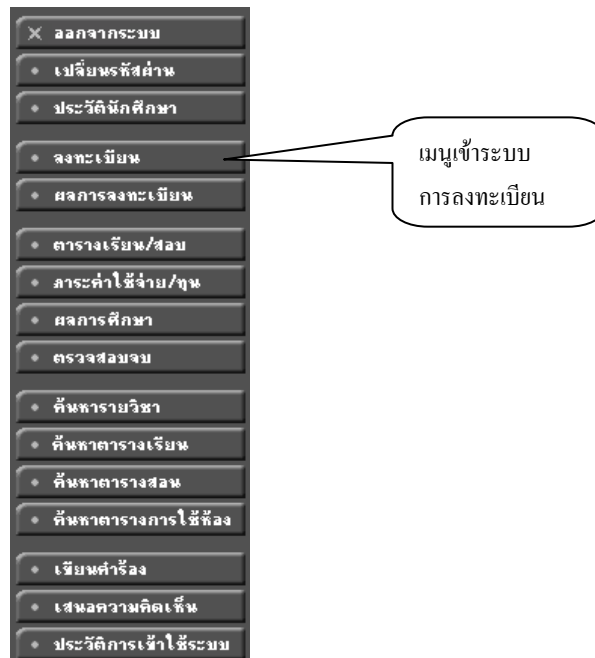 ออกจากระบบ
เปลี่ยนรหัสผ่าน
ประวัตินักศึกษา
ลงทะเบียน
ผลการลงทะเบียน
ตารางเรียน/สอบ
ภาระค่าใช้จ่าย/ทุน
ผลการศึกษา
ตรวจสอบจบ
ค้นหารายวิชา
ค้นหาตารางเรียน
ค้นหาตารางสอน
ค้นหาตารางการใช้ห้อง
เขียนคำร้อง
เสนอความคิดเห็น
ประวัติการเข้าใช้ระบบ
เมนูเข้าระบบ
การลงทะเบียน